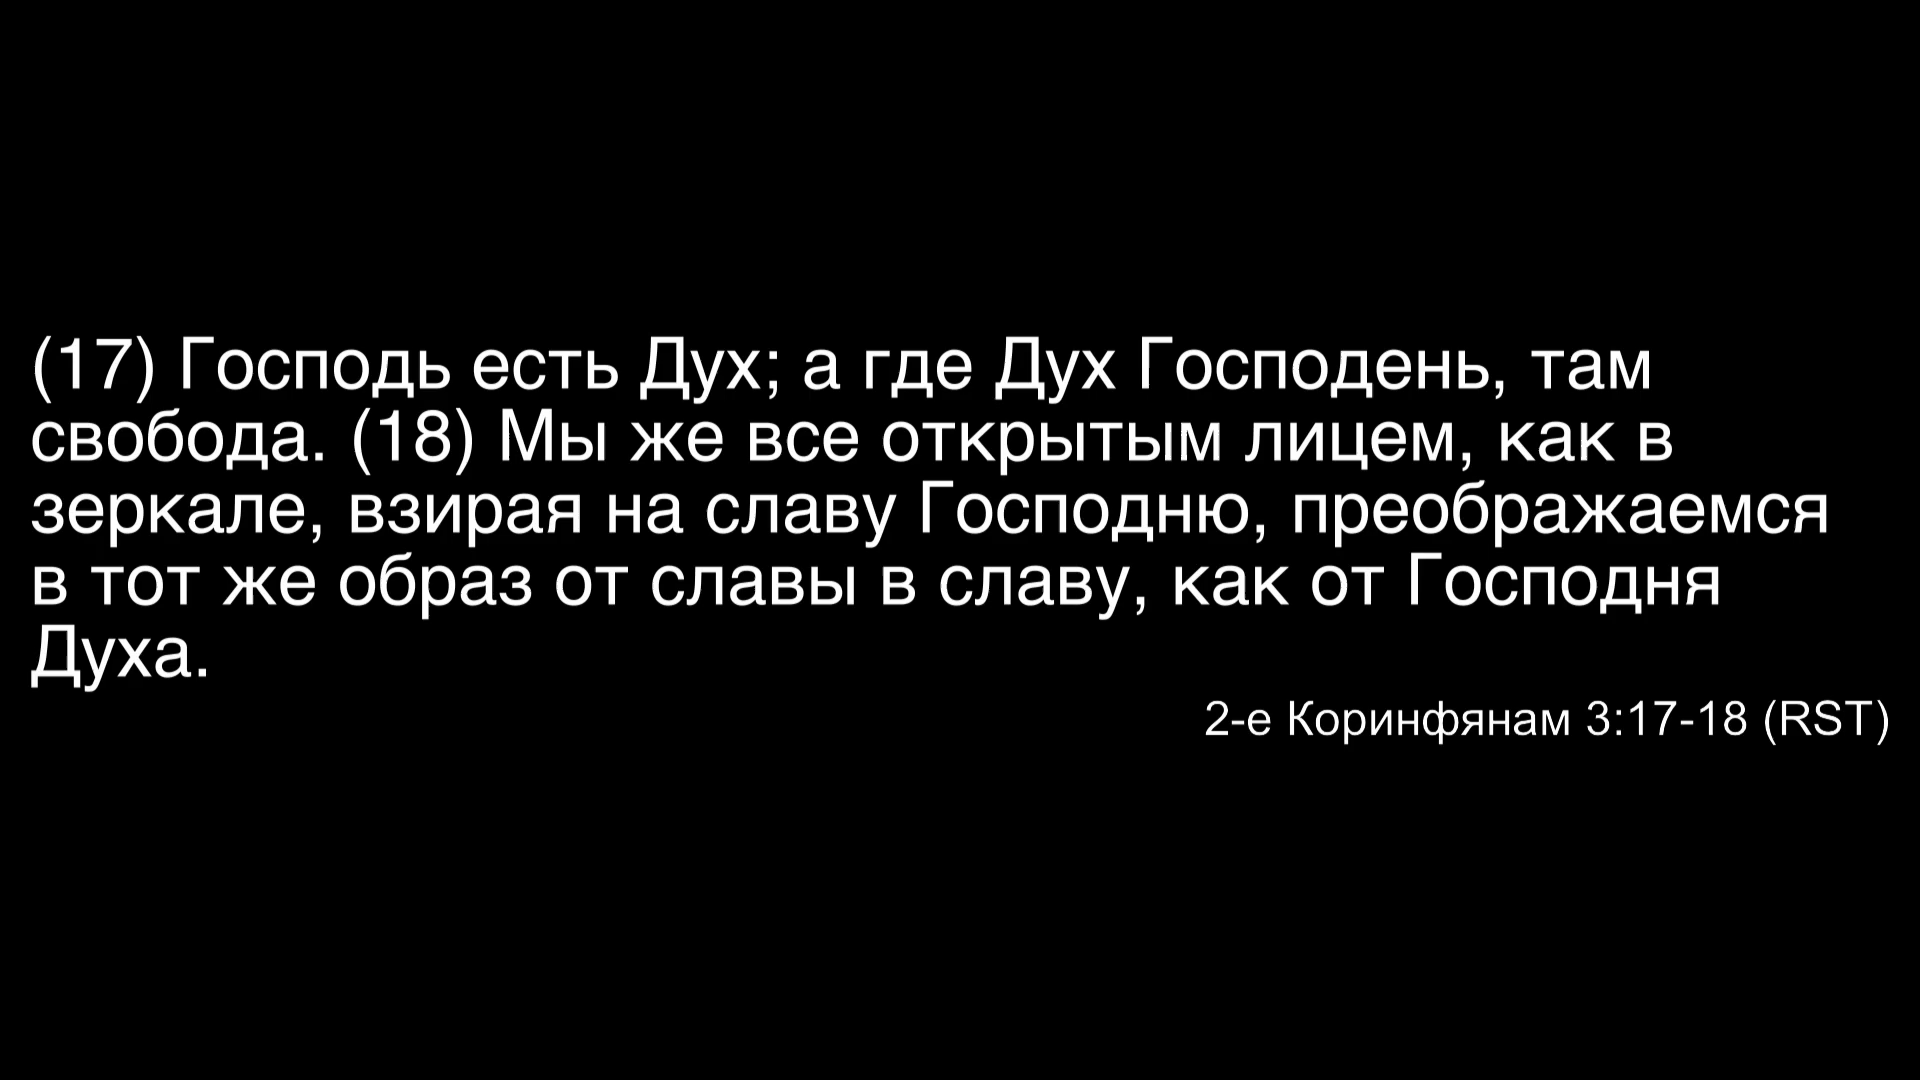 (17) Господь есть Дух; а где Дух Господень, там
свобода. (18) Мы же все открытым лицем, как в
зеркале, взирая на славу Господню, преображаемся
в тот же образ от славы в славу, как от Господня
Духа.
2-е Коринфянам 3:17-18 (RST)